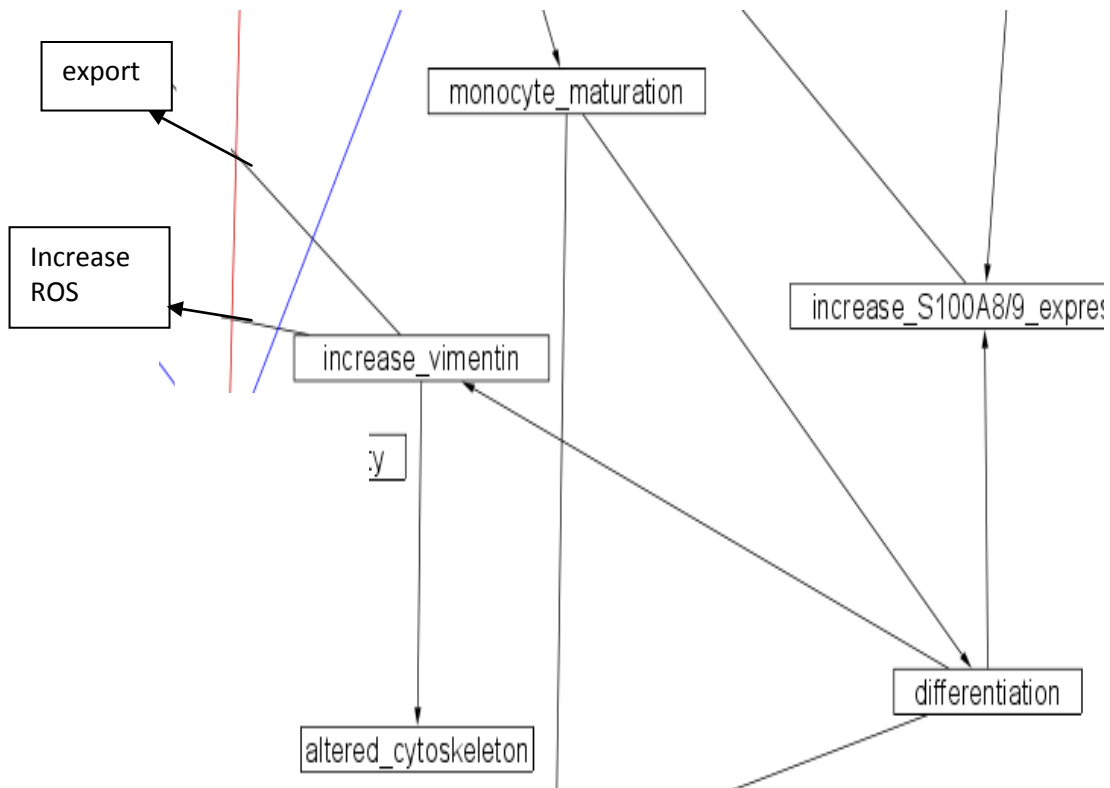 export
monocyte_maturation
Increase
ROS
increase_S100A8/9_expres
increase_vimentin
differentiation
altered_cytoskeleton